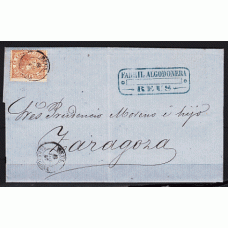 FABRIL ALGODONERA
REUS
Sres Prudencio Moreno é hijo
Zaragoza